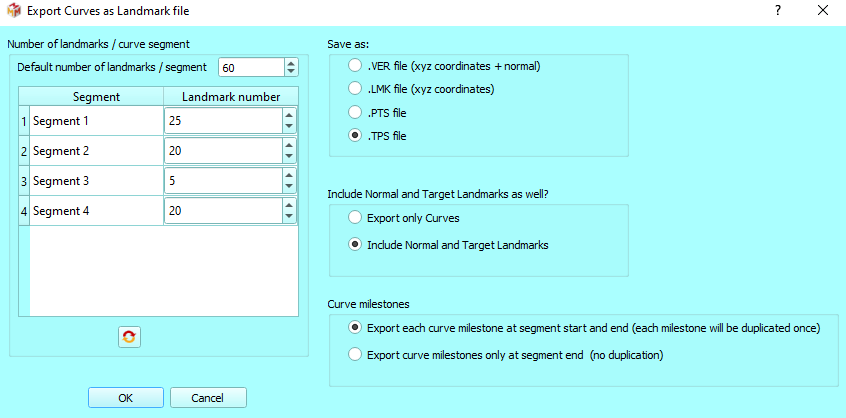 Export Curves as Landmark file
?
Number of landmarks / curve segment
Default number of landmarks / segment 60
Segment Landmark number
1 Segment 1 25
2 Segment 2 20
3 Segment 3 5
4 Segment 4 20
OK Cancel
Save as:
.VER file (xyz coordinates + normal)
.LMK file (xyz coordinates)
.PTS file
.TPS file
Include Normal and Target Landmarks as well?
Export only Curves
Include Normal and Target Landmarks
Curve milestones
Export each curve milestone at segment start and end (each milestone will be duplicated once)
Export curve milestones only at segment end (no duplication)